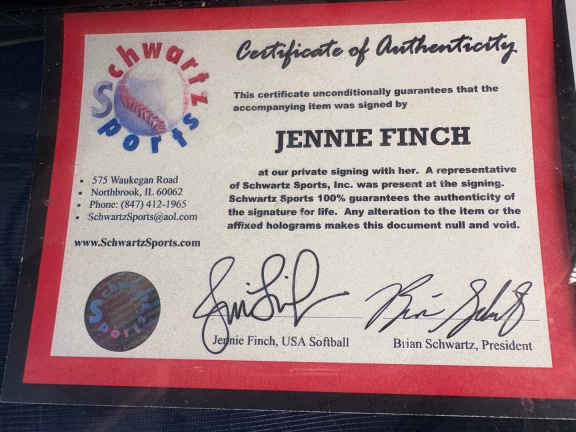 Schwartz Sports
Certificate of Authenticity
This certificate unconditionally guarantees that the
accompanying item was signed by
JENNIE FINCH
at our private signing with her. A representative
of Schwartz Sports, Inc. was present at the signing.
Schwartz Sports 100% guarantees the authenticity of
the signature for life. Any alteration to the item or the
affixed holograms makes this document null and void.
• 575 Waukegan Road
• Northbrook, IL 60062
• Phone: (847) 412-1965
• SchwartzSports@aol.com
www.SchwartzSports.com
Schwartz Sports
Jennie Finch, USA Softball
Brian Schwartz, President